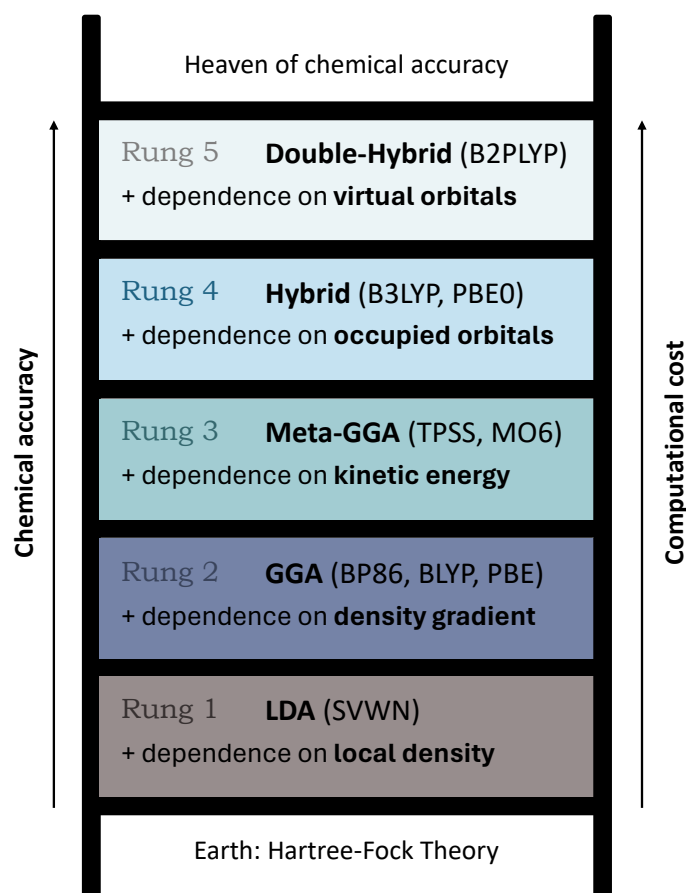 Heaven of chemical accuracy
Rung 5 Double-Hybrid (B2PLYP)
+ dependence on virtual orbitals
Rung 4 Hybrid (B3LYP, PBE0)
+ dependence on occupied orbitals
Rung 3 Meta-GGA (TPSS, MO6)
+ dependence on kinetic energy
Rung 2 GGA (BP86, BLYP, PBE)
+ dependence on density gradient
Rung 1 LDA (SVWN)
+ dependence on local density
Earth: Hartree-Fock Theory
Chemical accuracy
Computational cost